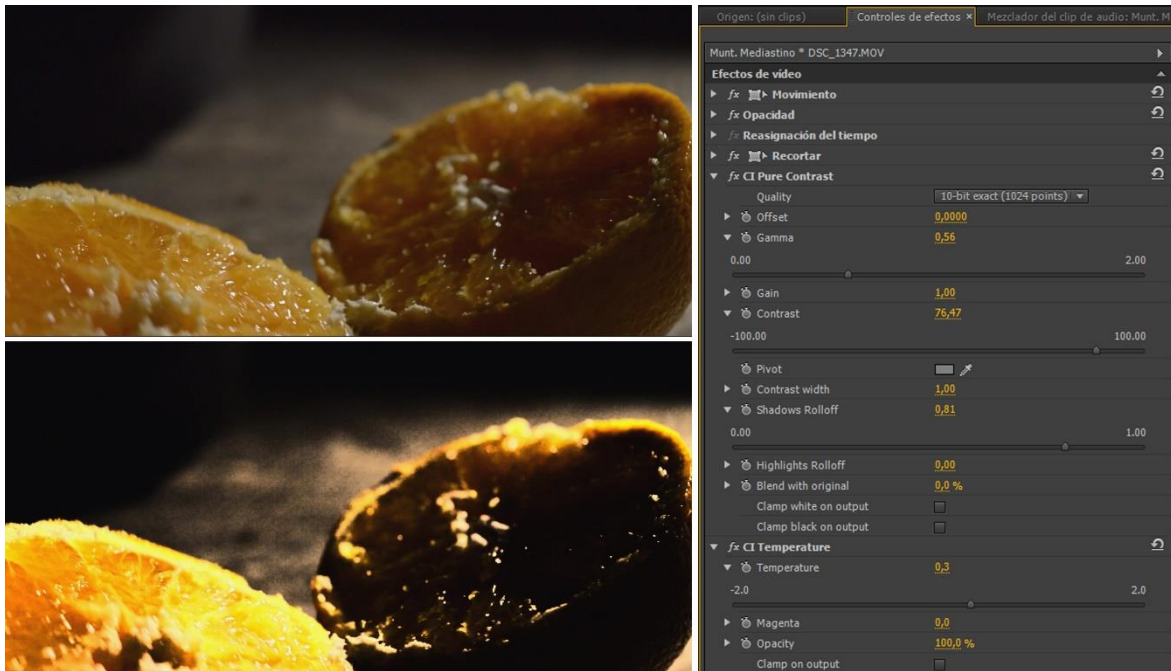 Origen: (sin clips) Controles de efectos × Mezclador del clip de audio: Munt. M
Munt. Mediastino * DSC_1347.MOV
Efectos de vídeo
fx Movimiento
fx Opacidad
fx Reasignación del tiempo
fx Recortar
fx CI Pure Contrast
Quality 10-bit exact (1024 points)
Offset 0,0000
Gamma 0,56
0.00 2.00
Gain 1,00
Contrast 76,47
-100.00 100.00
Pivot
Contrast width 1,00
Shadows Rolloff 0,81
0.00 1.00
Highlights Rolloff 0,00
Blend with original 0,0 %
Clamp white on output
Clamp black on output
fx CI Temperature
Temperature 0,3
-2.0 2.0
Magenta 0,0
Opacity 100,0 %
Clamp on output